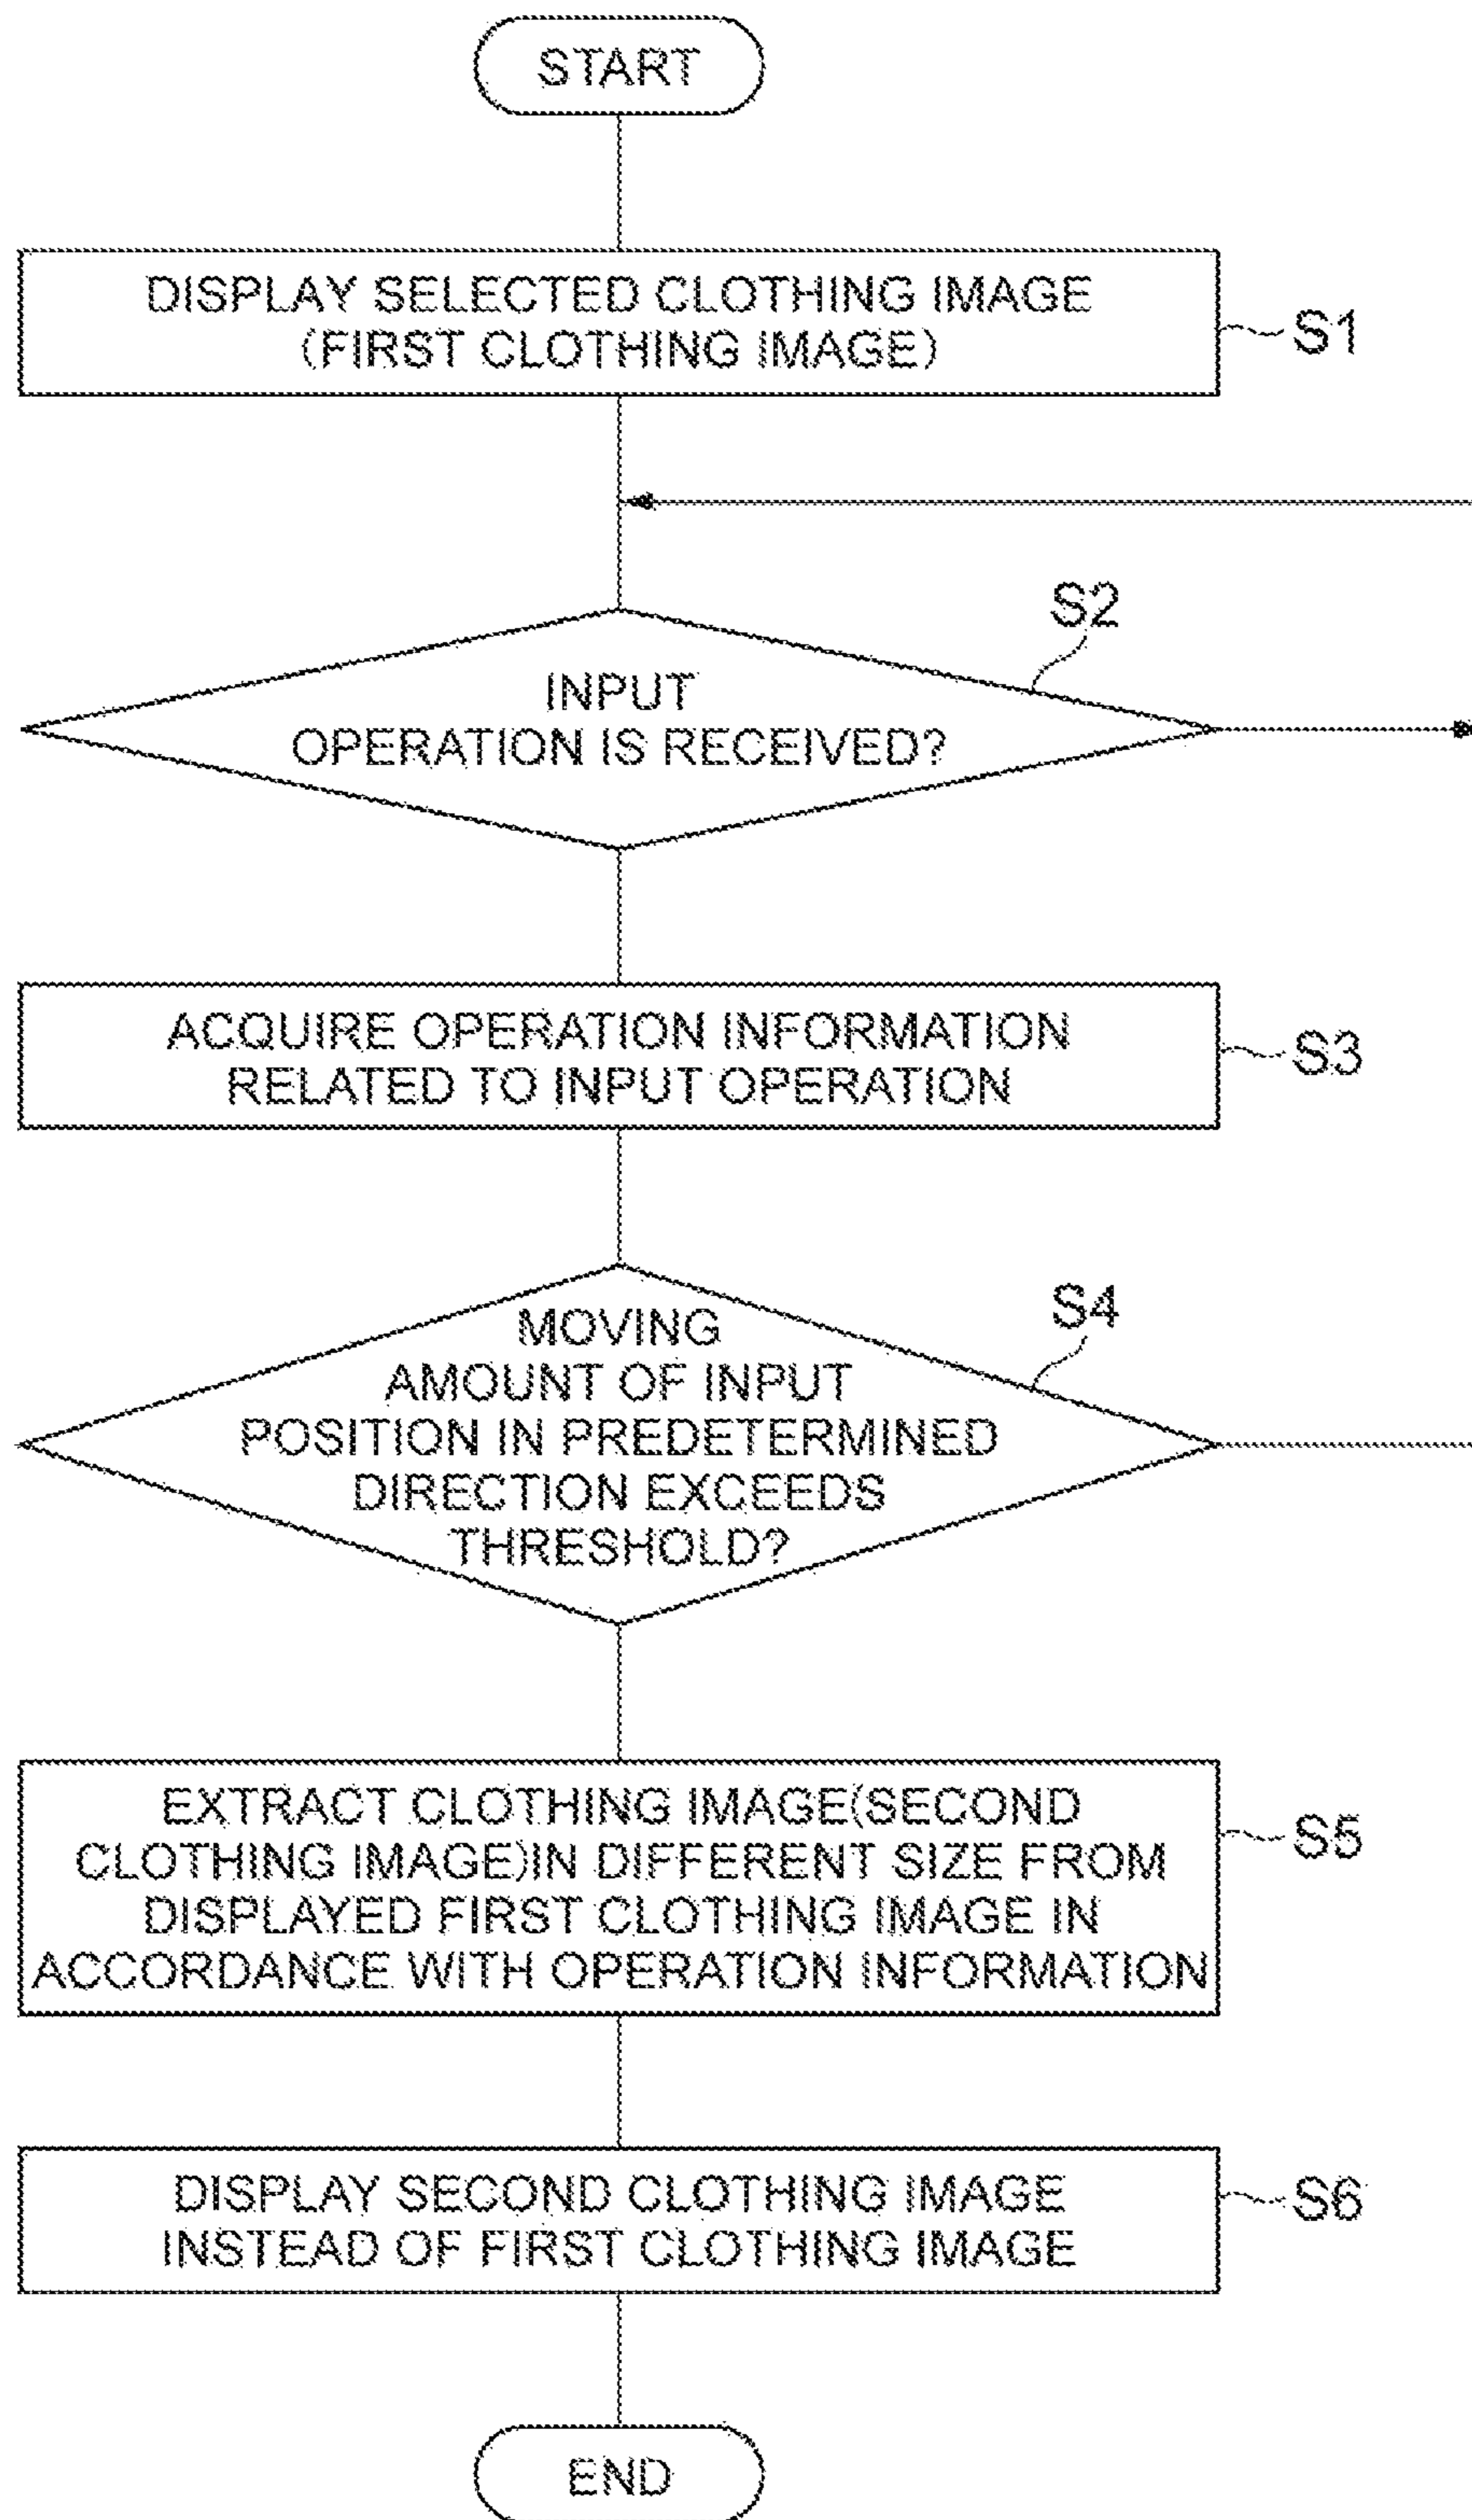 START
DISPLAY SELECTED CLOTHING IMAGE
(FIRST CLOTHING IMAGE)
S1
S2
INPUT
OPERATION IS RECEIVED?
ACQUIRE OPERATION INFORMATION
RELATED TO INPUT OPERATION
S3
S4
MOVING
AMOUNT OF INPUT
POSITION IN PREDETERMINED
DIRECTION EXCEEDS
THRESHOLD?
EXTRACT CLOTHING IMAGE(SECOND
CLOTHING IMAGE)IN DIFFERENT SIZE FROM
DISPLAYED FIRST CLOTHING IMAGE IN
ACCORDANCE WITH OPERATION INFORMATION
S5
DISPLAY SECOND CLOTHING IMAGE
INSTEAD OF FIRST CLOTHING IMAGE
S6
END